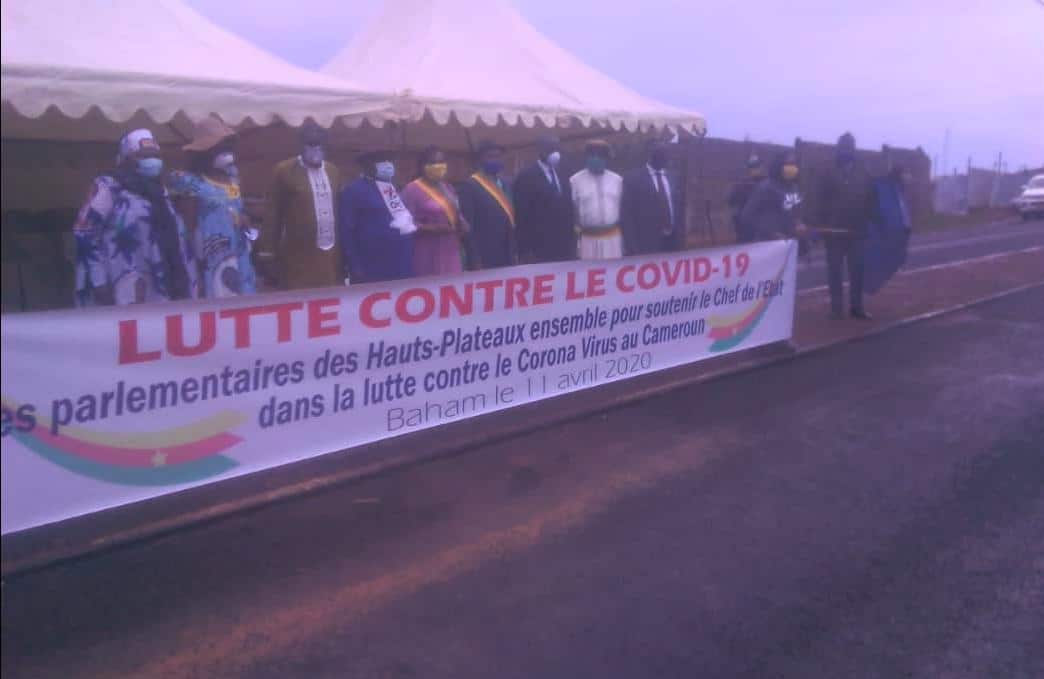 LUTTE CONTRE LE COVID-19
es parlementaires des Hauts-Plateaux ensemble pour soutenir le Chef de l'Etat
dans la lutte contre le Corona Virus au Cameroun
Baham le 11 avril 2020